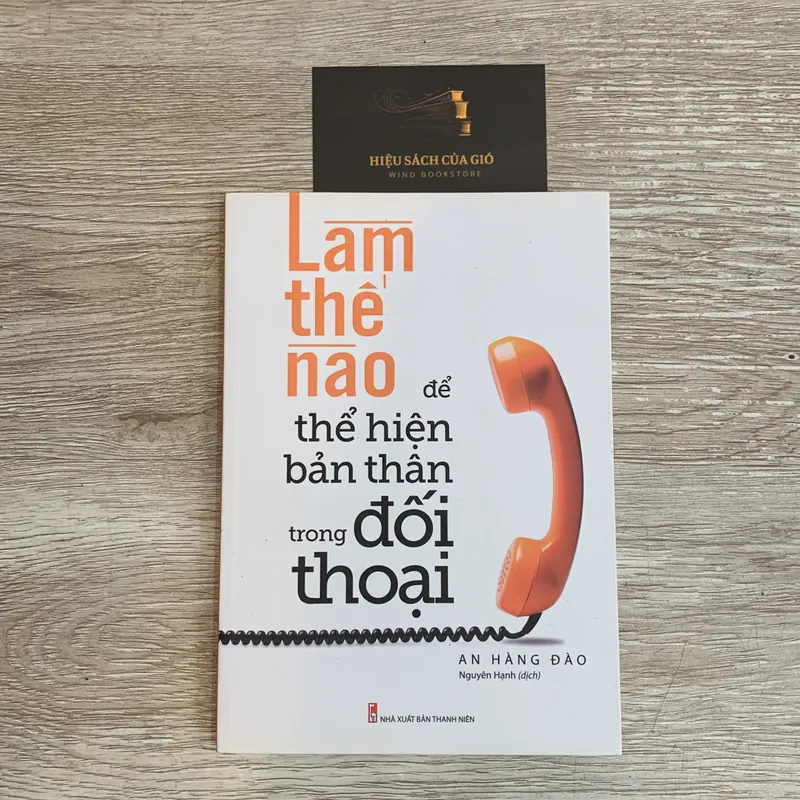 HIỆU SÁCH CỦA GIÓ
WIND BOOKSTORE
Làm
thế
nào để
thể hiện
bản thân
trong đối
thoại
AN HÀNG ĐÀO
Nguyên Hạnh (dịch)
NHÀ XUẤT BẢN THANH NIÊN